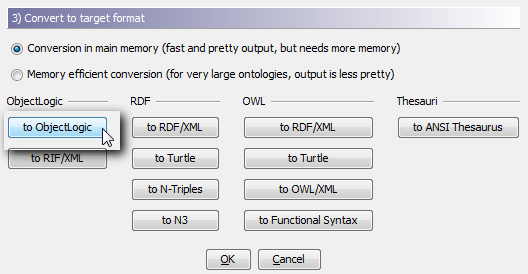 3) Convert to target format
Conversion in main memory (fast and pretty output, but needs more memory)
Memory efficient conversion (for very large ontologies, output is less pretty)
ObjectLogic RDF OWL Thesauri
to ObjectLogic to RDF/XML to RDF/XML to ANSI Thesaurus
to RIF/XML to Turtle to Turtle
to N-Triples to OWL/XML
to N3 to Functional Syntax
OK Cancel